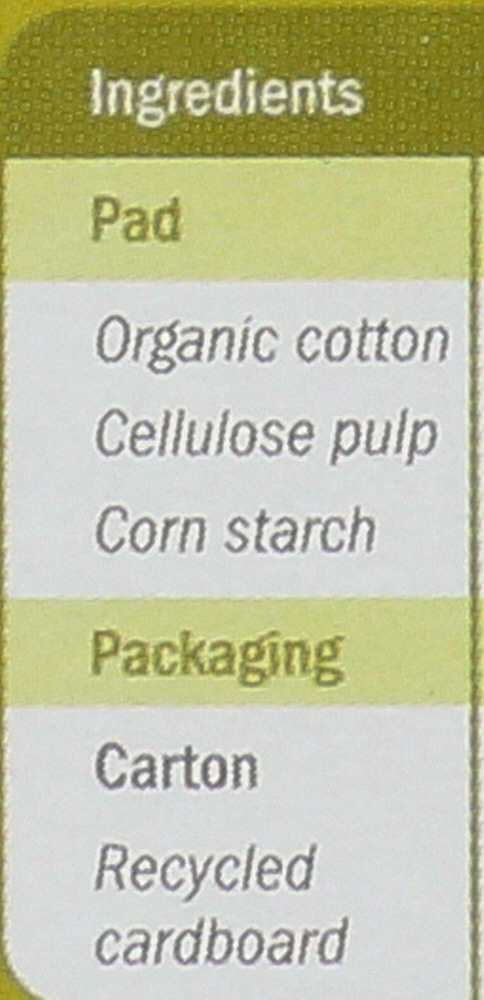 Ingredients
Pad
Organic cotton
Cellulose pulp
Corn starch
Packaging
Carton
Recycled
cardboard